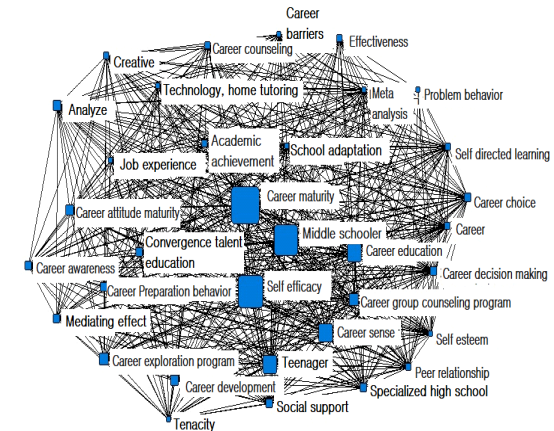 Career
barriers
Career counseling
Effectiveness
Creative
Technology, home tutoring
Meta
analysis
Problem behavior
Analyze
Academic
achievement
School adaptation
Self directed learning
Job experience
Career maturity
Career choice
Career attitude maturity
Middle schooler
Career
Convergence talent
education
Career education
Career awareness
Career decision making
Career Preparation behavior
Self efficacy
Career group counseling program
Mediating effect
Career sense
Self esteem
Career exploration program
Teenager
Peer relationship
Career development
Specialized high school
Social support
Tenacity